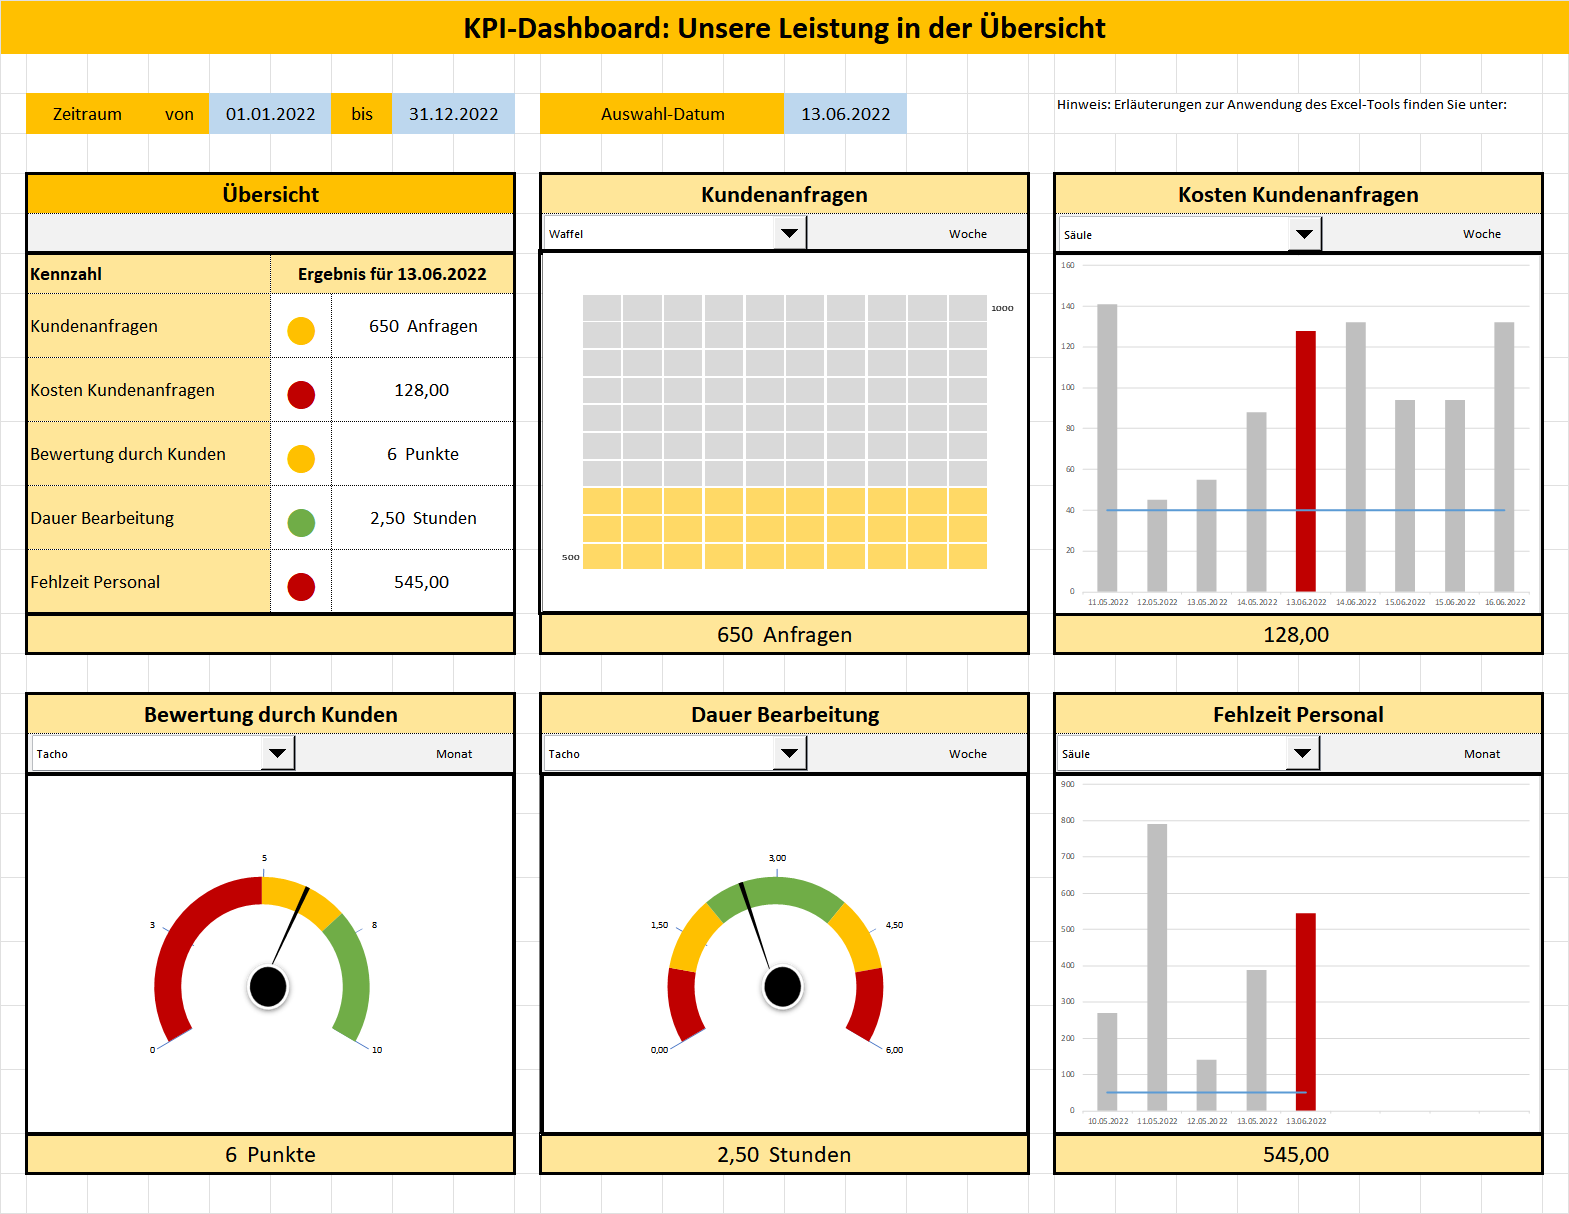 KPI-Dashboard: Unsere Leistung in der Übersicht
Zeitraum von 01.01.2022 bis 31.12.2022 Auswahl-Datum 13.06.2022 Hinweis: Erläuterungen zur Anwendung des Excel-Tools finden Sie unter:
Übersicht
Kennzahl Ergebnis für 13.06.2022
Kundenanfragen 650 Anfragen
Kosten Kundenanfragen 128,00
Bewertung durch Kunden 6 Punkte
Dauer Bearbeitung 2,50 Stunden
Fehlzeit Personal 545,00
Kundenanfragen
Waffel Woche
1000
500
650 Anfragen
Kosten Kundenanfragen
Säule Woche
160
140
120
100
80
60
40
20
0
11.05.2022 12.05.2022 13.05.2022 14.05.2022 13.06.2022 14.06.2022 15.06.2022 15.06.2022 16.06.2022
128,00
Bewertung durch Kunden
Tacho Monat
5
3 8
0 10
6 Punkte
Dauer Bearbeitung
Tacho Woche
3,00
1,50 4,50
0,00 6,00
2,50 Stunden
Fehlzeit Personal
Säule Monat
900
800
700
600
500
400
300
200
100
0
10.05.2022 11.05.2022 12.05.2022 13.05.2022 13.06.2022
545,00